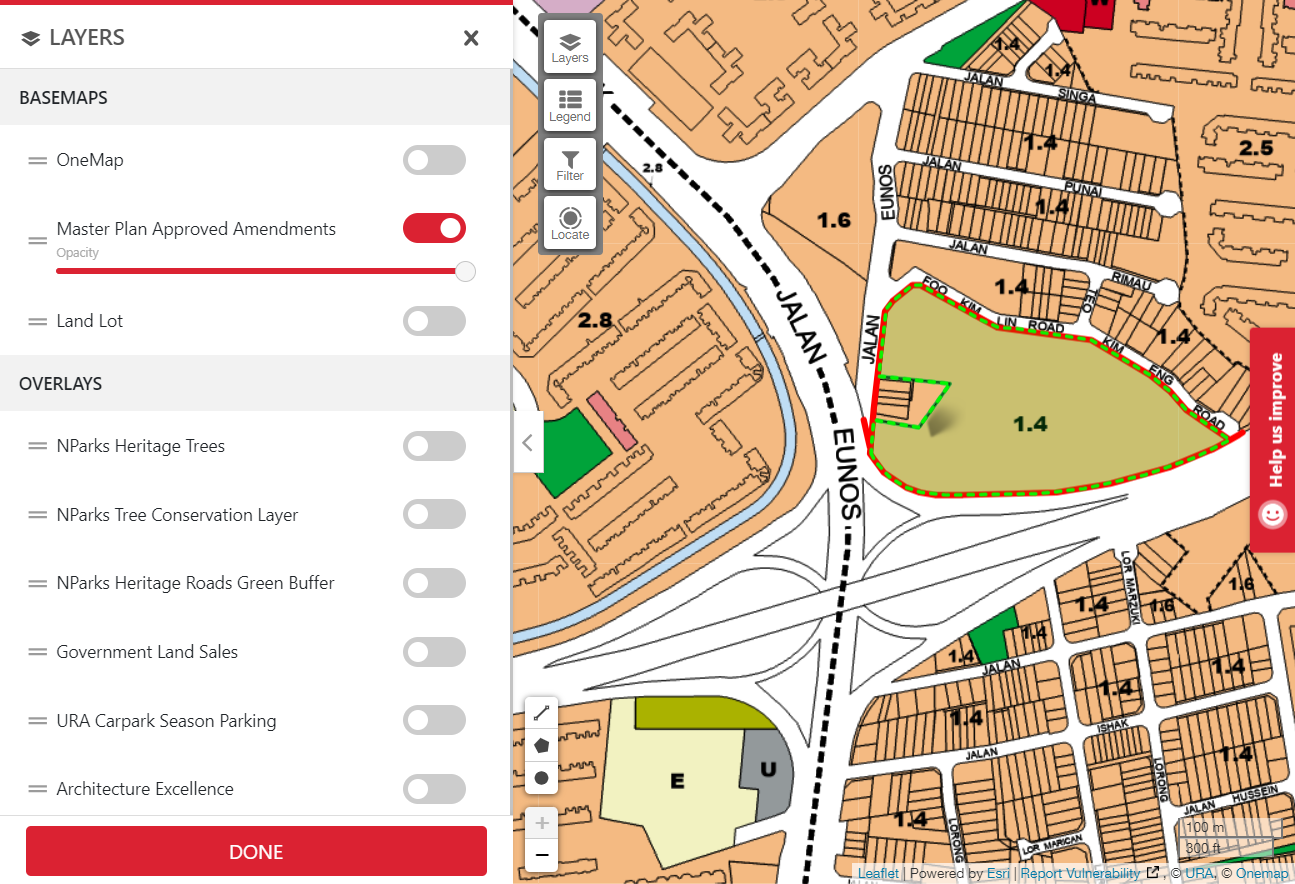 LAYERS
BASEMAPS
OneMap
Master Plan Approved Amendments
Opacity
Land Lot
OVERLAYS
NParks Heritage Trees
NParks Tree Conservation Layer
NParks Heritage Roads Green Buffer
Government Land Sales
URA Carpark Season Parking
Architecture Excellence
DONE
Layers
Legend
Filter
Locate
W
1.4
1.4
JALAN
SINGA
1.4
2.5
2.8
JALAN
PUNAI
EUNOS
1.4
1.6
JALAN
RIMAU
1.4
FOO KIM LIN ROAD
TEO
KIM
ENG
ROAD
1.4
2.8
JALAN
EUNOS
JALAN
1.4
Help us improve
LOR MARZUKI
1.4
1.6
1.6
1.4
1.4
JALAN
1.4
1.4
1.4
ISHAK
JALAN
1.4
LORONG
JALAN HUSSEIN
1.4
LORONG
LOR MARICAN
E
U
+
−
100 m
300 ft
Leaflet | Powered by Esri | Report Vulnerability , © URA, © Onemap